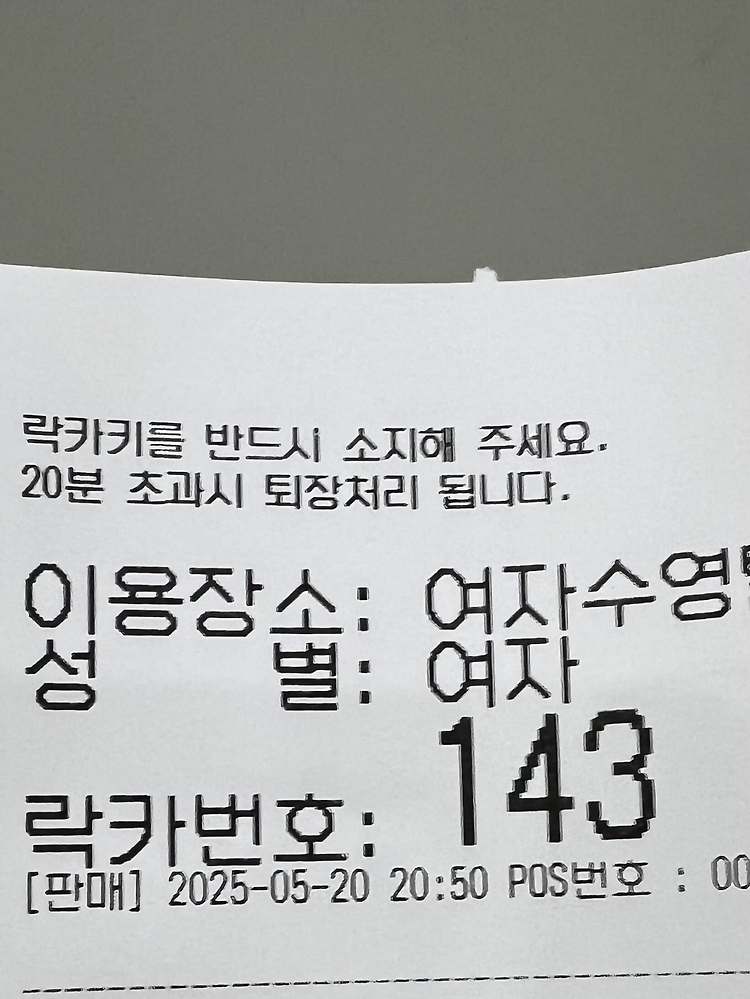 락카키를 반드시 소지해 주세요.
20분 초과시 퇴장처리 됩니다.
이용장소: 여자수영
성 별: 여자
락카번호: 143
[판매] 2025-05-20 20:50 POS번호 : 00